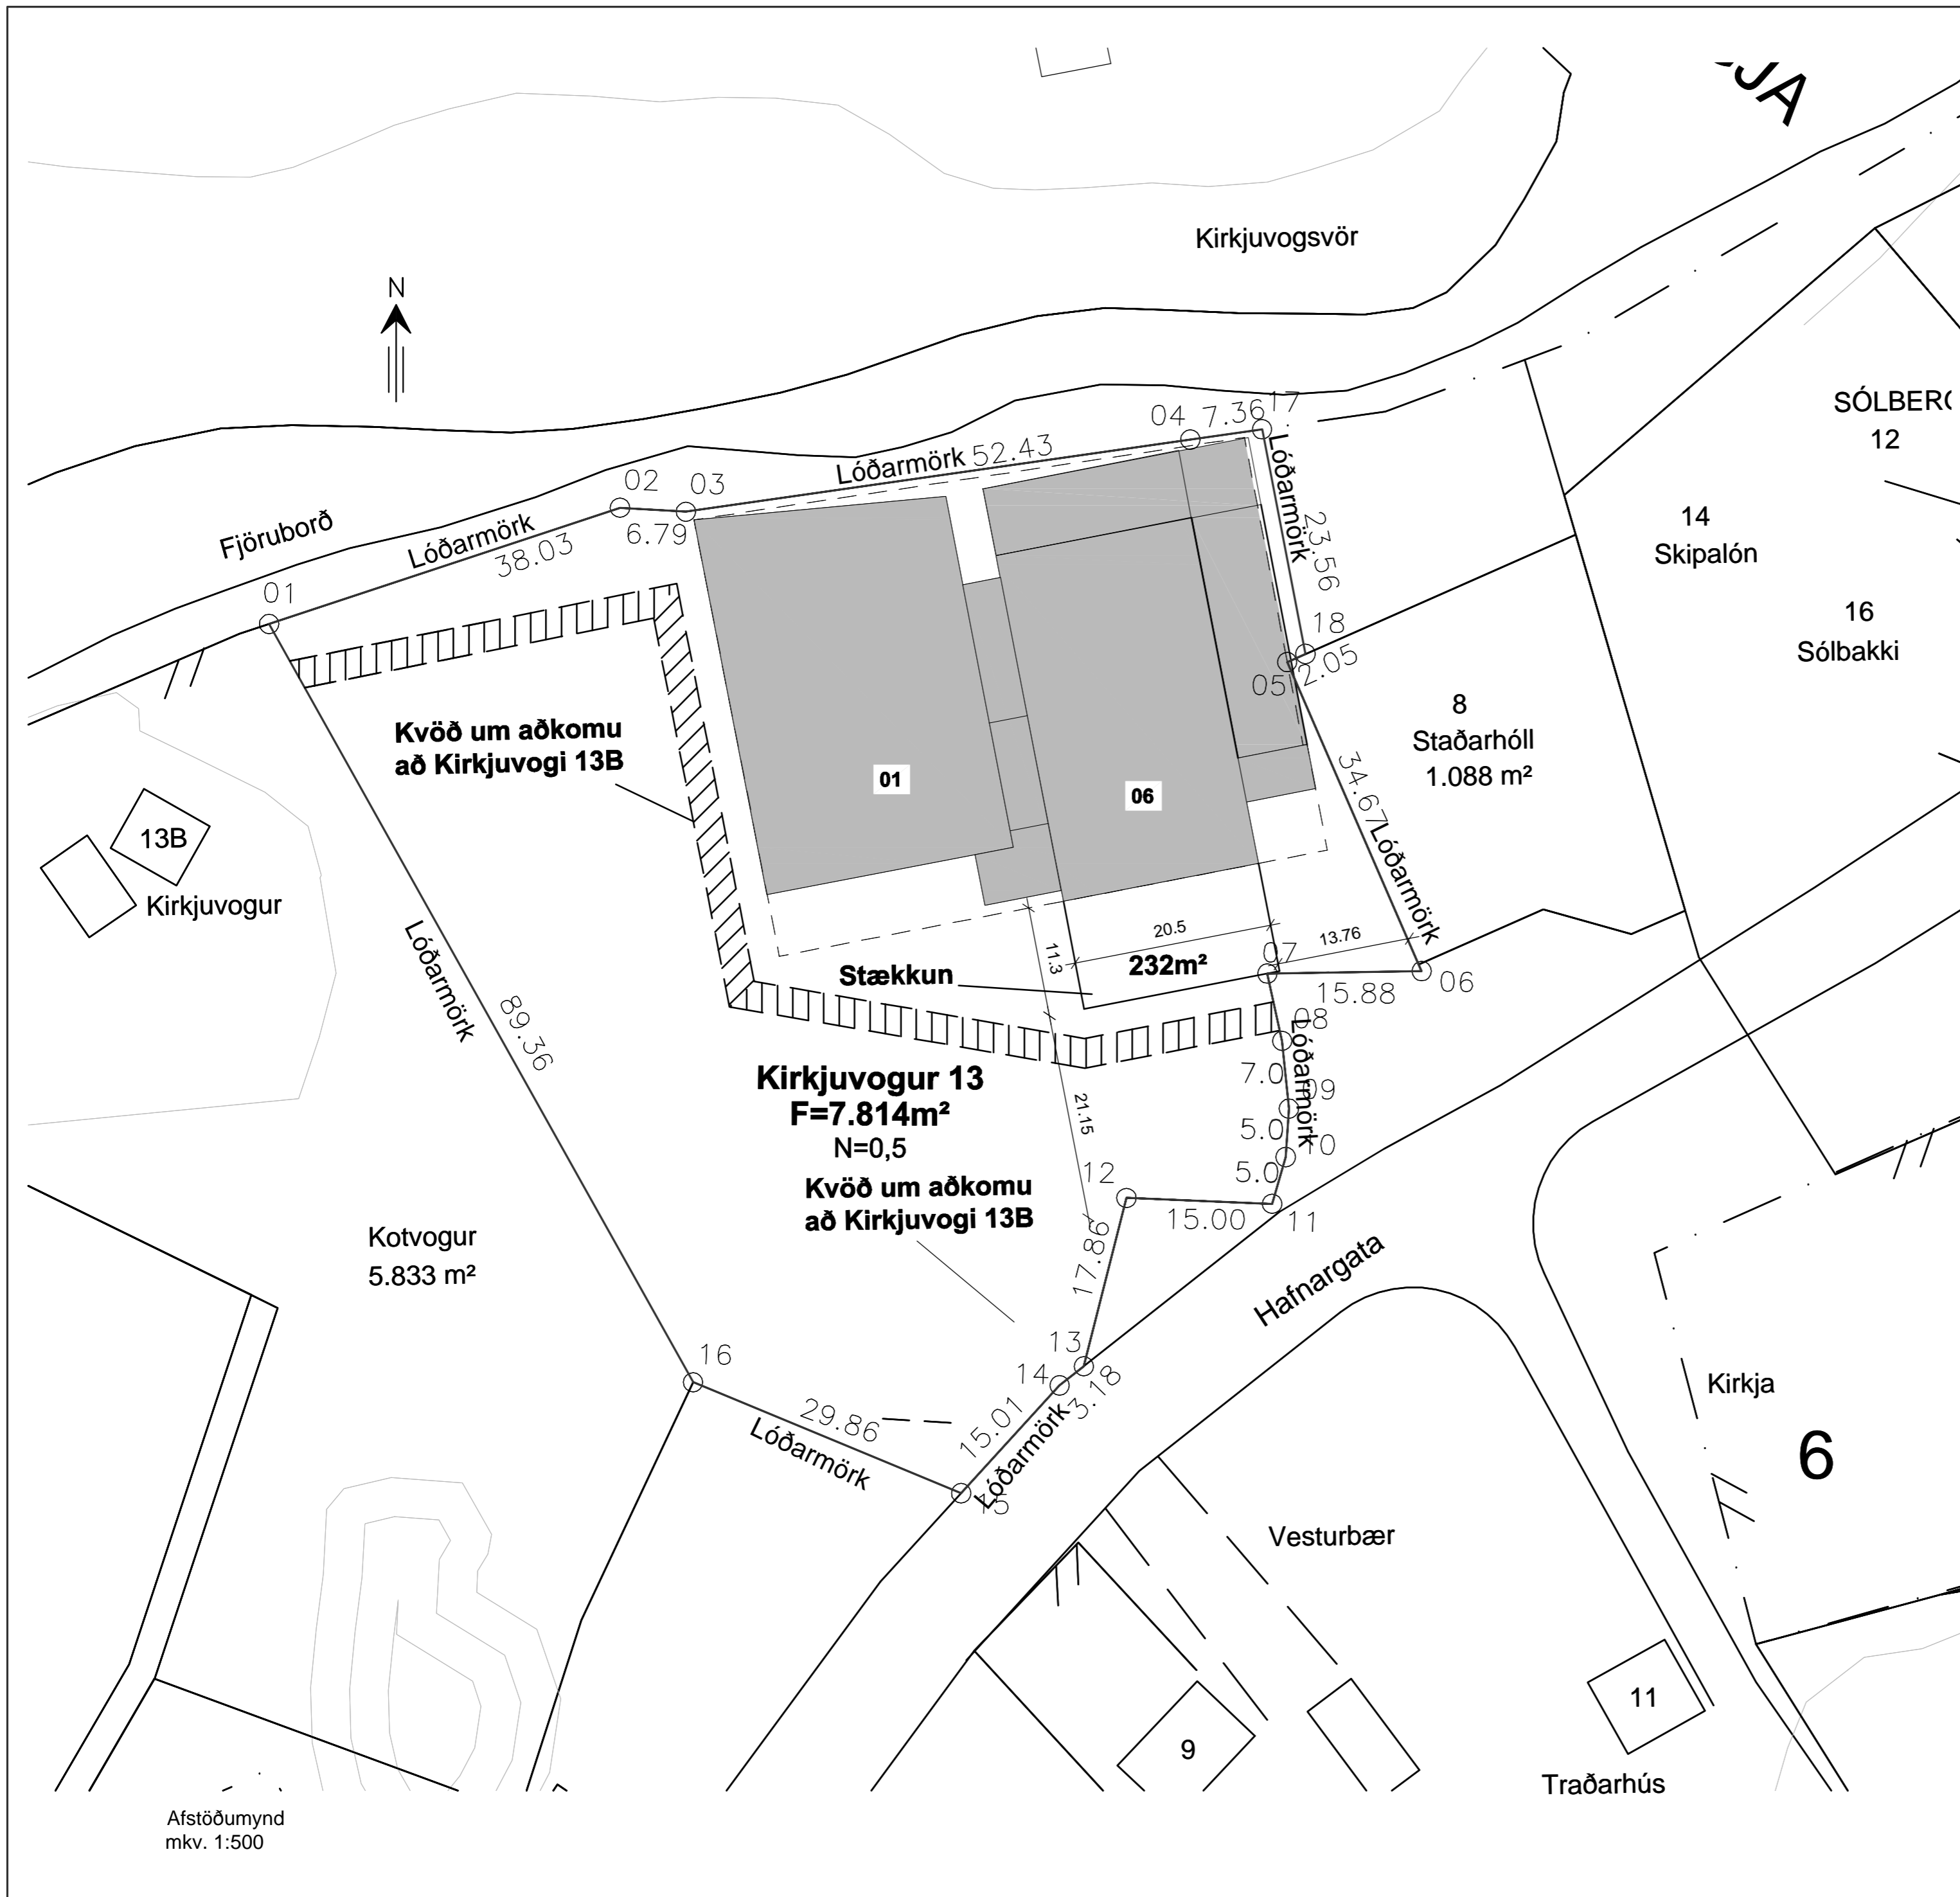 JA
Kirkjuvogsvör
N
SÓLBER
12
04
7.36
17
Lóðarmörk
52.43
Lóðarmörk
23.56
02
03
6.79
Fjöruborð
Lóðarmörk
38.03
01
14
Skipalón
16
Sólbakki
18
05
2.05
8
Staðarhóll
1.088 m²
Kvöð um aðkomu
að Kirkjuvogi 13B
01
06
34.67
Lóðarmörk
13B
Kirkjuvogur
Lóðarmörk
89.36
20.5
13.76
11.3
232m²
07
06
15.88
Stækkun
08
Lóðarmörk
7.0
09
5.0
10
5.0
Kirkjuvogur 13
F=7.814m²
N=0,5
21.15
Kvöð um aðkomu
að Kirkjuvogi 13B
12
15.00
11
17.86
Kotvogur
5.833 m²
Hafnargata
13
14
3.18
16
29.86
Lóðarmörk
15.01
Lóðarmörk
15
Kirkja
6
Vesturbær
11
9
Traðarhús
Afstöðumynd
mkv. 1:500